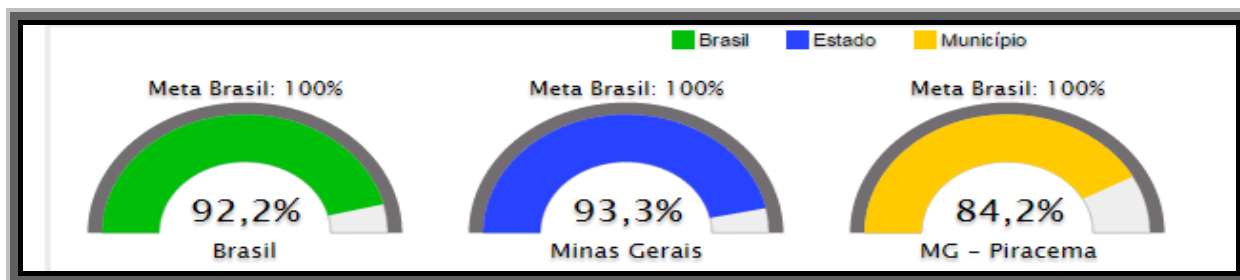 Brasil Estado Município
Meta Brasil: 100% Meta Brasil: 100% Meta Brasil: 100%
92,2% 93,3% 84,2%
Brasil Minas Gerais MG – Piracema